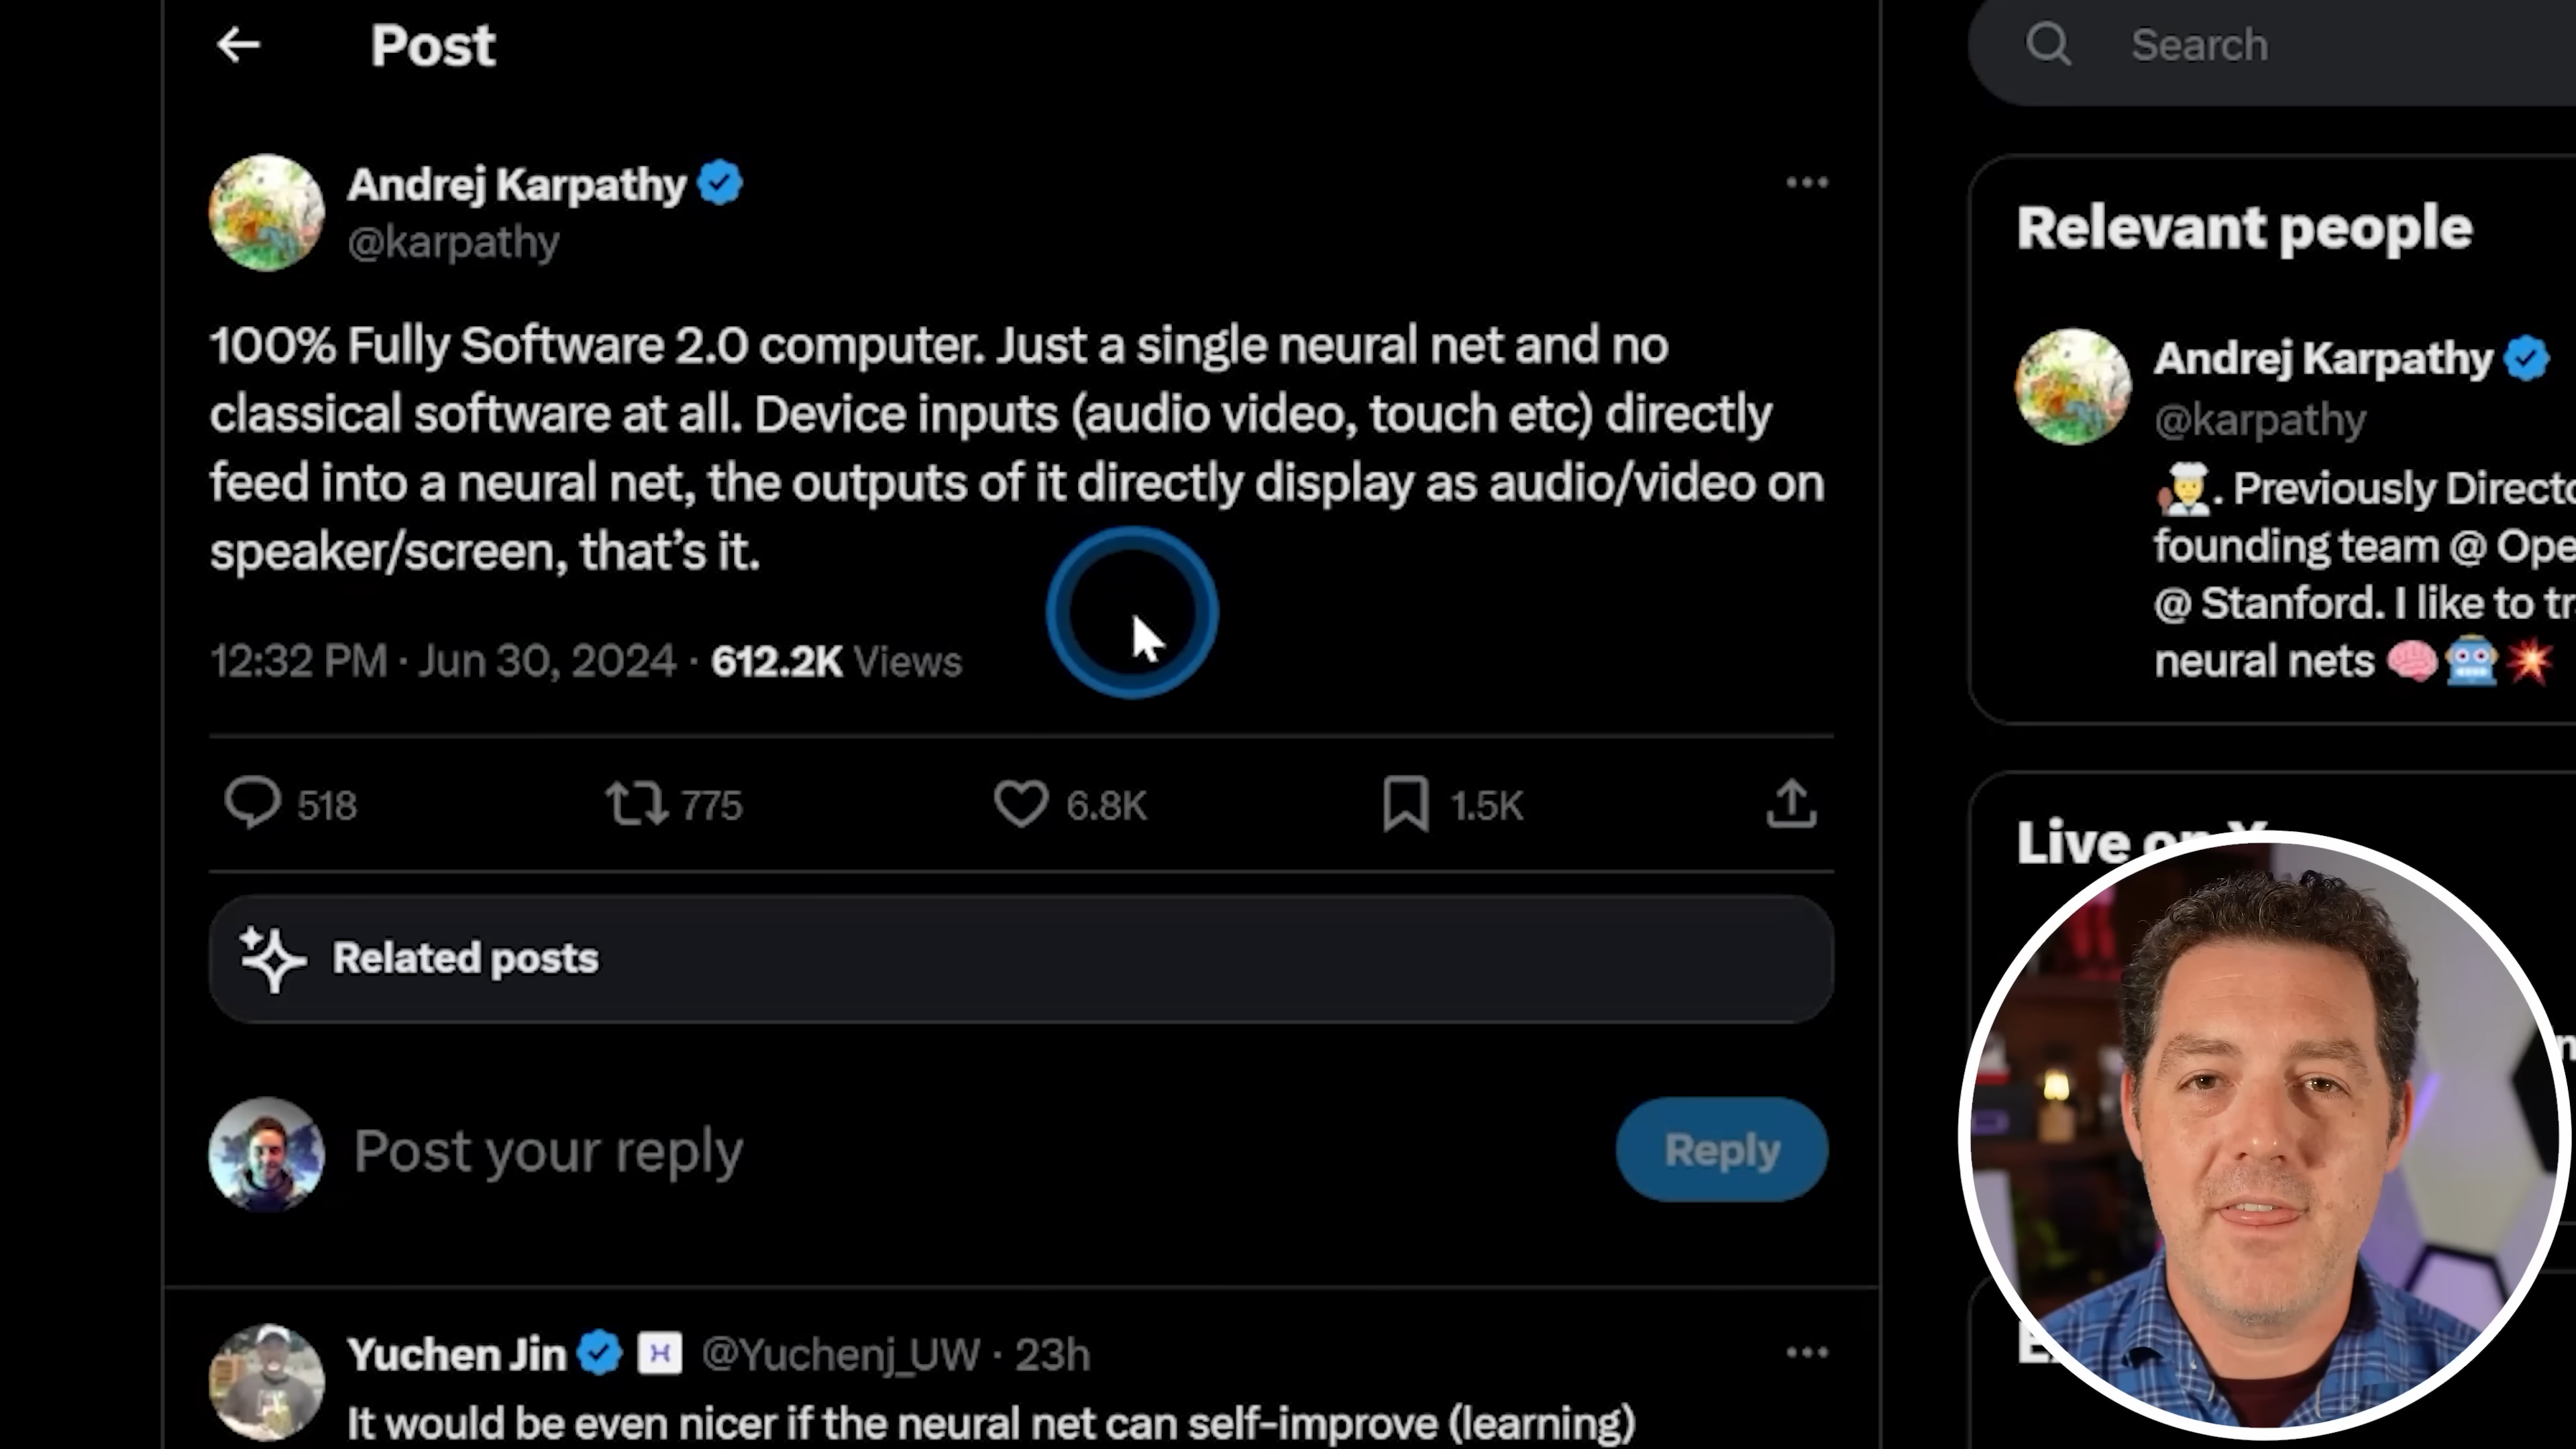 Post
Search
Andrej Karpathy
@karpathy
100% Fully Software 2.0 computer. Just a single neural net and no
classical software at all. Device inputs (audio video, touch etc) directly
feed into a neural net, the outputs of it directly display as audio/video on
speaker/screen, that's it.
12:32 PM · Jun 30, 2024 · 612.2K Views
518 775 6.8K 1.5K
Related posts
Post your reply
Reply
Yuchen Jin @Yuchenj_UW · 23h
It would be even nicer if the neural net can self-improve (learning)
Relevant people
Andrej Karpathy
@karpathy
. Previously
founding team @
@ Stanford. I like to
neural nets
Live